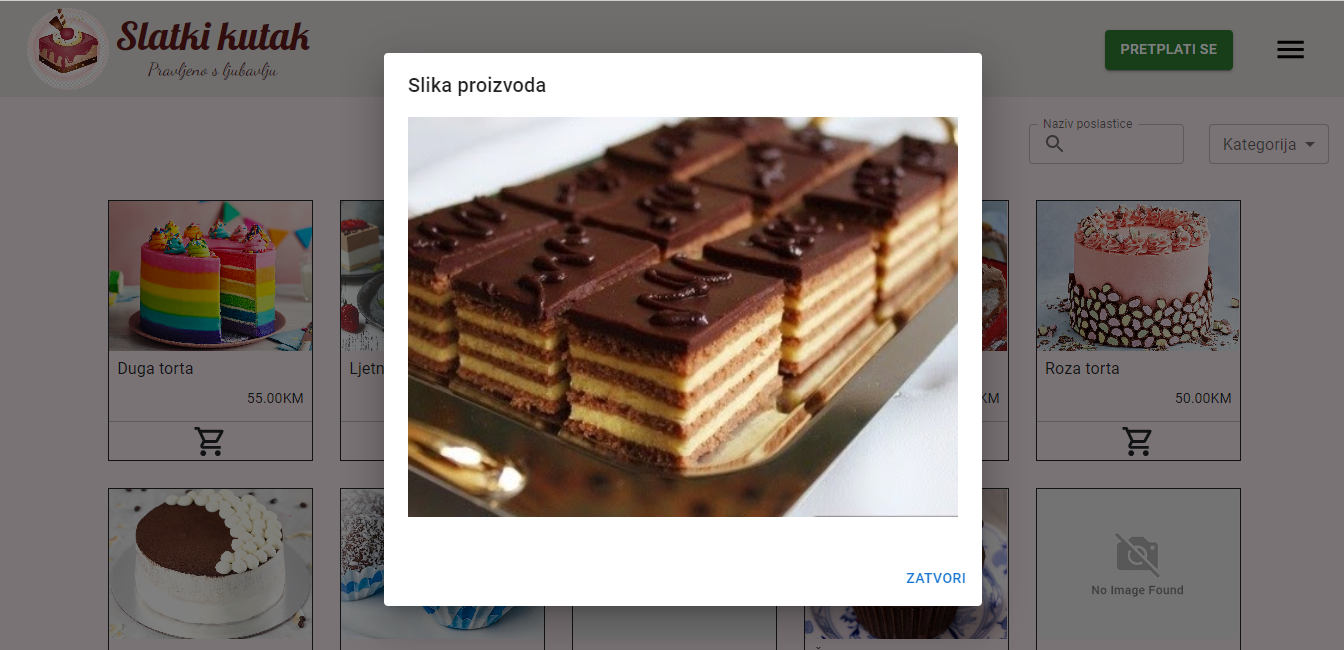 Slatki kutak
Pravljeno s ljubavlju
PRETPLATI SE
Slika proizvoda
Naziv poslastice
Kategorija
Duga torta
55.00KM
Ljetn
KM
Roza torta
50.00KM
No Image Found
ZATVORI